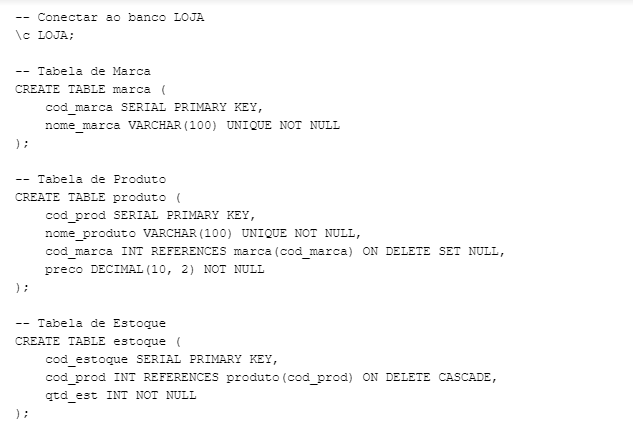 -- Conectar ao banco LOJA
\c LOJA;

-- Tabela de Marca
CREATE TABLE marca (
    cod_marca SERIAL PRIMARY KEY,
    nome_marca VARCHAR(100) UNIQUE NOT NULL
);

-- Tabela de Produto
CREATE TABLE produto (
    cod_prod SERIAL PRIMARY KEY,
    nome_produto VARCHAR(100) UNIQUE NOT NULL,
    cod_marca INT REFERENCES marca(cod_marca) ON DELETE SET NULL,
    preco DECIMAL(10, 2) NOT NULL
);

-- Tabela de Estoque
CREATE TABLE estoque (
    cod_estoque SERIAL PRIMARY KEY,
    cod_prod INT REFERENCES produto(cod_prod) ON DELETE CASCADE,
    qtd_est INT NOT NULL
);